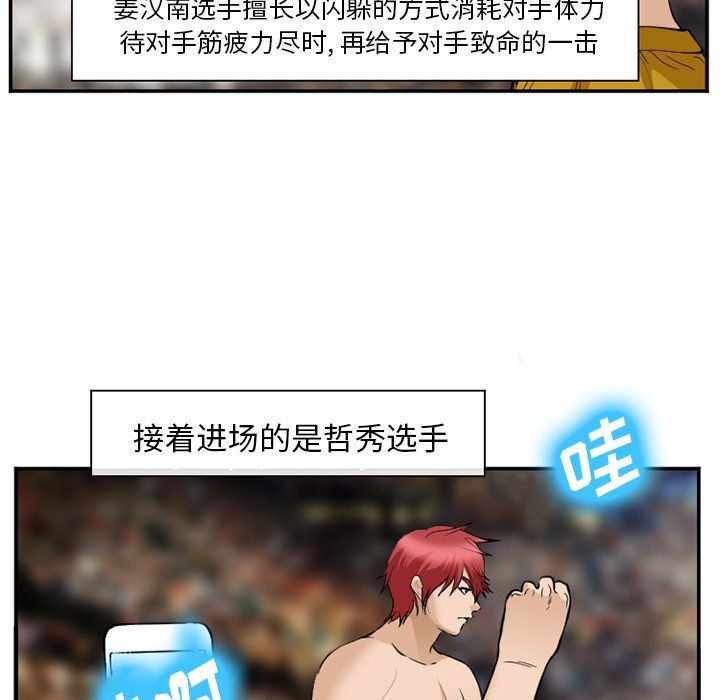 姜汉南选手擅长以闪躲的方式消耗对手体力
待对手筋疲力尽时, 再给予对手致命的一击
接着进场的是哲秀选手
哇
啊